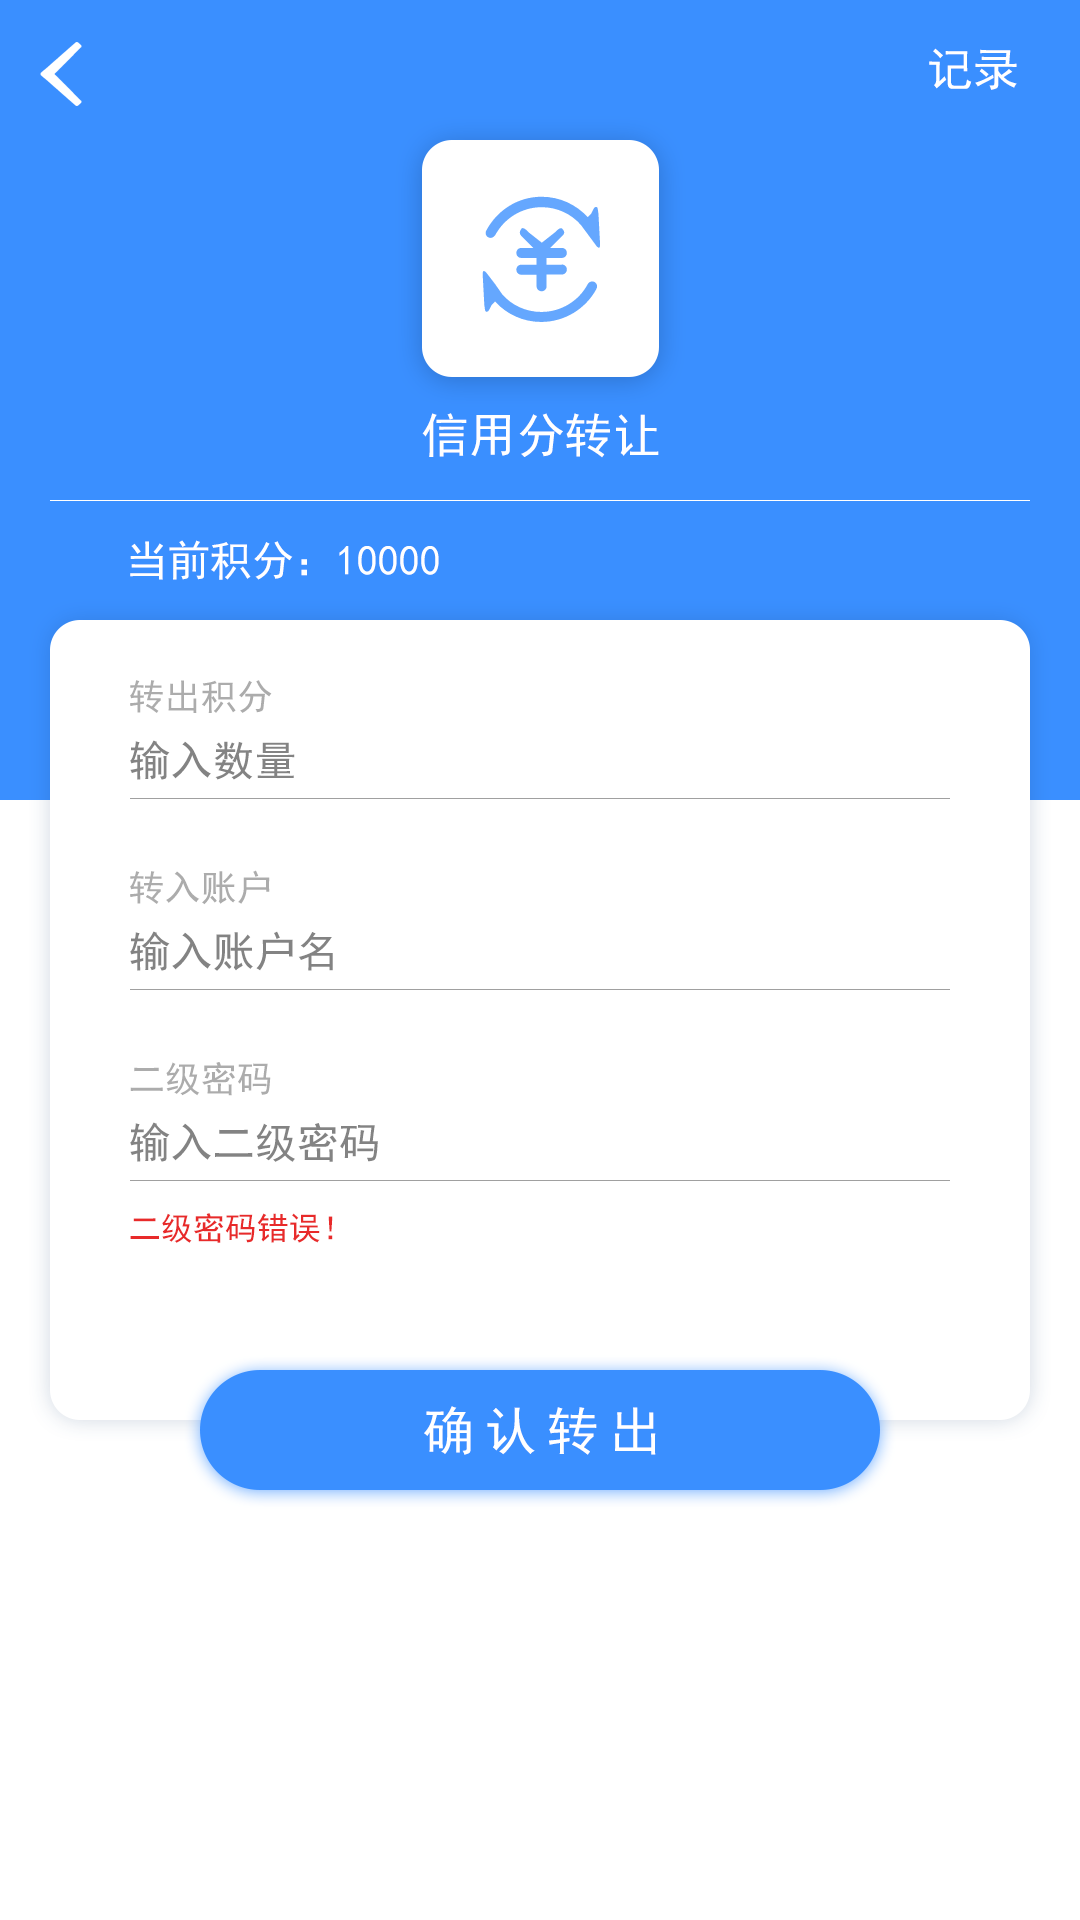 记录
信用分转让
当前积分：10000
转出积分
输入数量
转入账户
输入账户名
二级密码
输入二级密码
二级密码错误！
确认转出